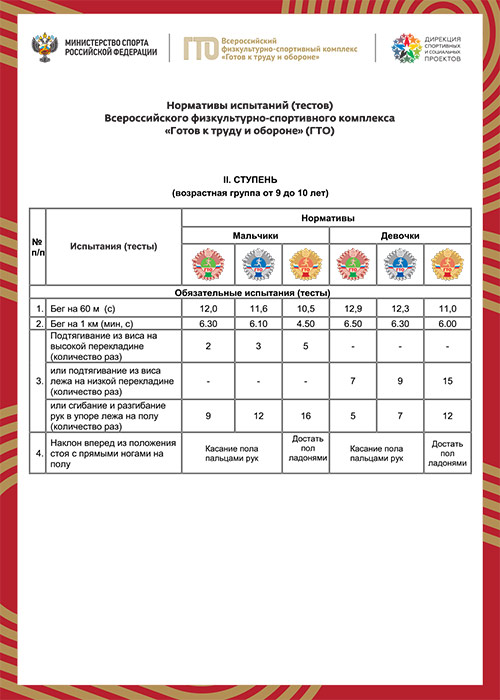 МИНИСТЕРСТВО СПОРТА
РОССИЙСКОЙ ФЕДЕРАЦИИ
ГТО
Всероссийский
физкультурно-спортивный комплекс
«Готов к труду и обороне»
ДИРЕКЦИЯ
СПОРТИВНЫХ
И СОЦИАЛЬНЫХ
ПРОЕКТОВ
Нормативы испытаний (тестов)
Всероссийского физкультурно-спортивного комплекса
«Готов к труду и обороне» (ГТО)
II. СТУПЕНЬ
(возрастная группа от 9 до 10 лет)
№ п/п Испытания (тесты) Нормативы
Мальчики Девочки
ГТО ГТО ГТО ГТО ГТО ГТО
Обязательные испытания (тесты)
1. Бег на 60 м (с) 12,0 11,6 10,5 12,9 12,3 11,0
2. Бег на 1 км (мин, с) 6.30 6.10 4.50 6.50 6.30 6.00
3.
Подтягивание из виса на
высокой перекладине
(количество раз) 2 3 5 - - -
или подтягивание из виса
лежа на низкой перекладине
(количество раз) - - - 7 9 15
или сгибание и разгибание
рук в упоре лежа на полу
(количество раз) 9 12 16 5 7 12
4. Наклон вперед из положения
стоя с прямыми ногами на
полу
Касание пола
пальцами рук
Достать
пол
ладонями
Касание пола
пальцами рук
Достать
пол
ладонями